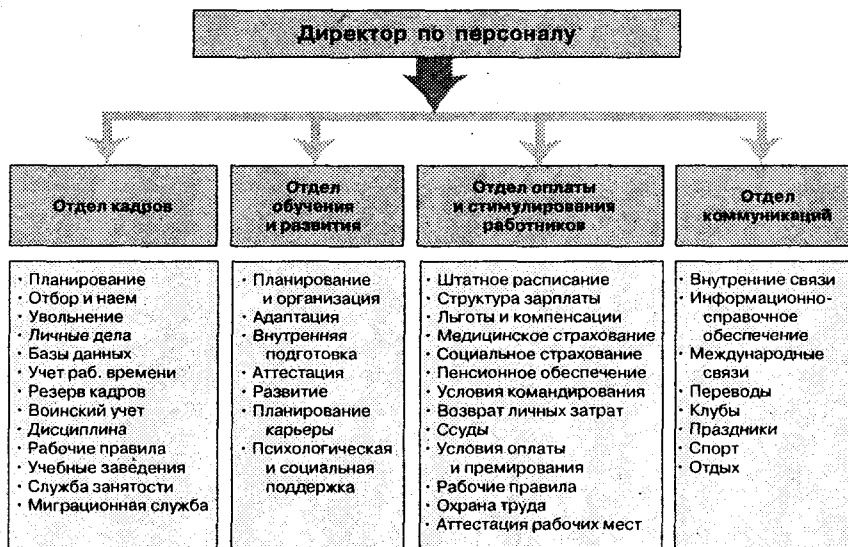 Директор по персоналу
Отдел кадров
Отдел
обучения
и развития
Отдел оплаты
и стимулирования
работников
Отдел
коммуникаций
· Планирование
· Отбор и наем
· Увольнение
· Личные дела
· Базы данных
· Учет раб. времени
· Резерв кадров
· Воинский учет
· Дисциплина
· Рабочие правила
· Учебные заведения
· Служба занятости
· Миграционная служба
· Планирование
и организация
· Адаптация
· Внутренняя
подготовка
· Аттестация
· Развитие
· Планирование
карьеры
· Психологическая
и социальная
поддержка
· Штатное расписание
· Структура зарплаты
· Льготы и компенсации
· Медицинское страхование
· Социальное страхование
· Пенсионное обеспечение
· Условия командирования
· Возврат личных затрат
· Ссуды
· Условия оплаты
и премирования
· Рабочие правила
· Охрана труда
· Аттестация рабочих мест
· Внутренние связи
· Информационно-
справочное
обеспечение
· Международные
связи
· Переводы
· Клубы
· Праздники
· Спорт
· Отдых